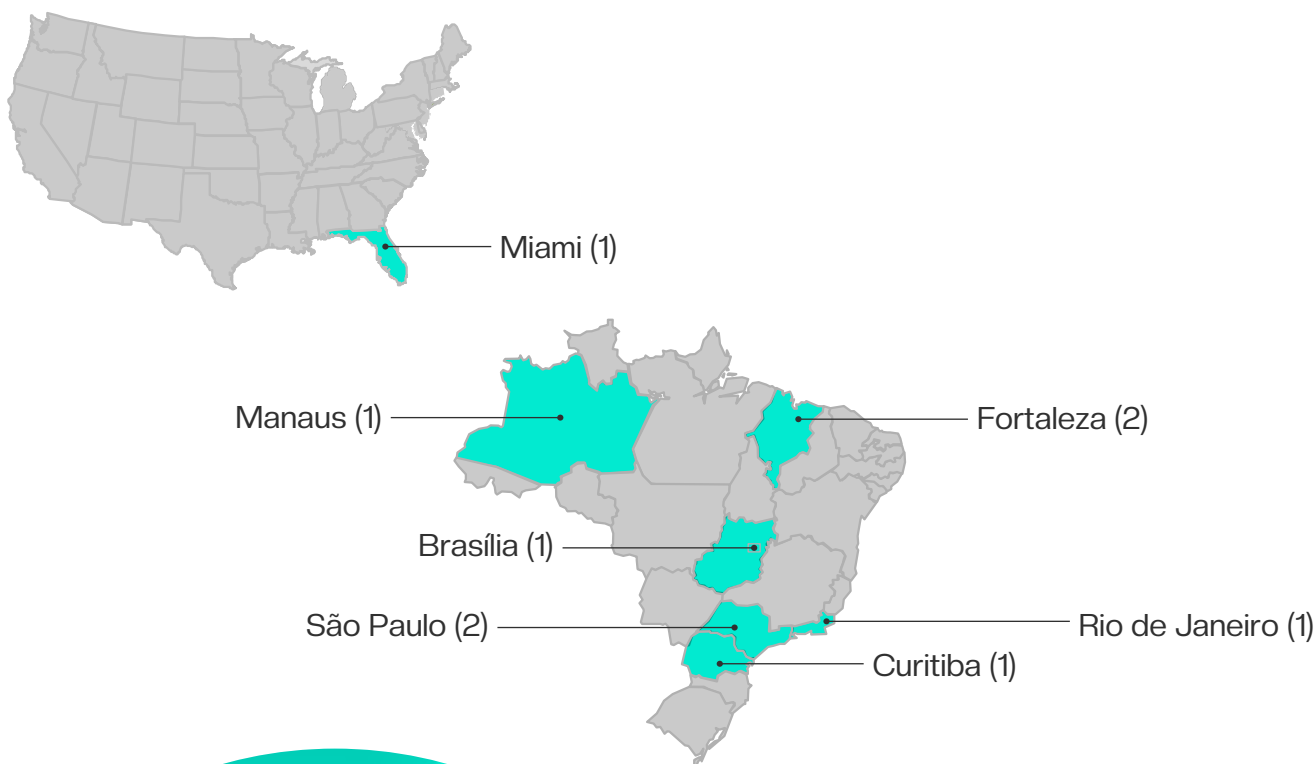 Miami (1)
Manaus (1)
Fortaleza (2)
Brasília (1)
São Paulo (2)
Rio de Janeiro (1)
Curitiba (1)